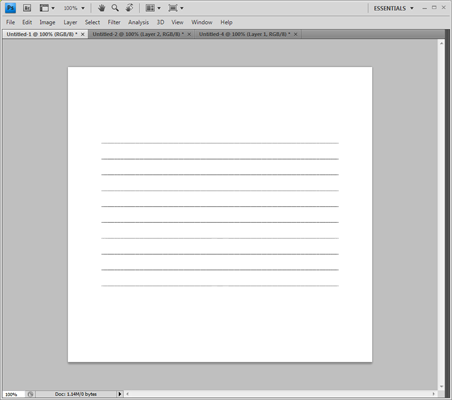 Ps Br 100% ESSENTIALS
File Edit Image Layer Select Filter Analysis 3D View Window Help
Untitled-1 @ 100% (RGB/8) * Untitled-2 @ 100% (Layer 2, RGB/8) * Untitled-4 @ 100% (Layer 1, RGB/8) *
100% Doc: 1.14M/0 bytes